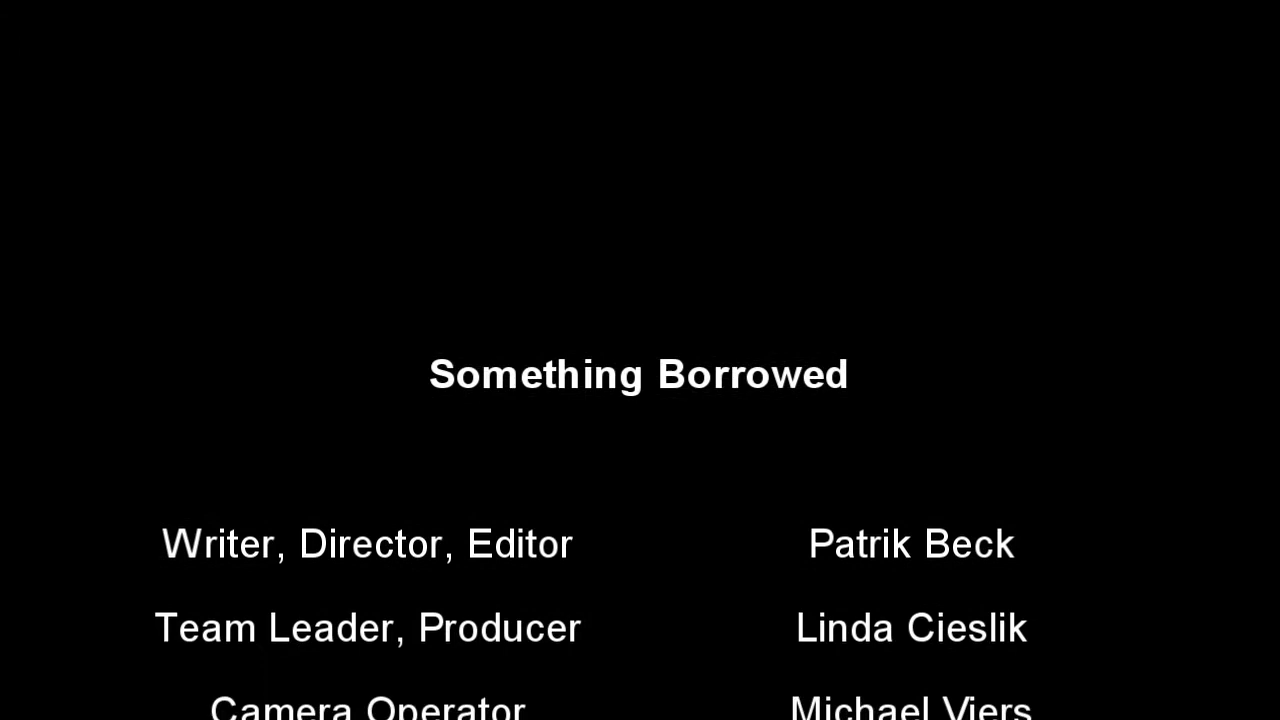 Something Borrowed
Writer, Director, Editor Patrik Beck
Team Leader, Producer Linda Cieslik
Camera Operator Michael Viers